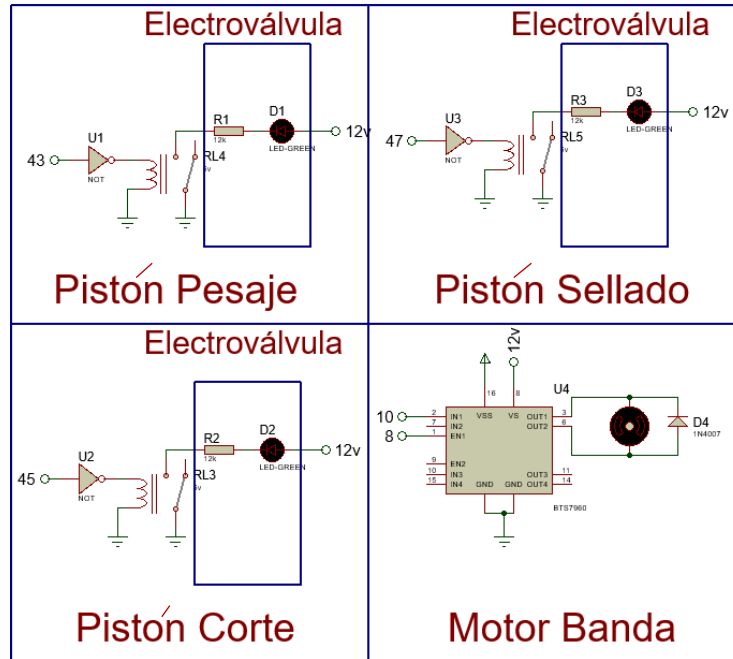 Electroválvula
43
U1
NOT
RL4
5v
R1
12k
D1
LED-GREEN
12v
Pistón Pesaje
Electroválvula
47
U3
NOT
RL5
5v
R3
12k
D3
LED-GREEN
12v
Pistón Sellado
Electroválvula
45
U2
NOT
RL3
5v
R2
12k
D2
LED-GREEN
12v
Pistón Corte
12v
U4
10
8
2
7
1
9
10
15
IN1
IN2
EN1
EN2
IN3
IN4
16
8
VSS
VS
GND
GND
OUT1
OUT2
OUT3
OUT4
3
6
11
14
BTS7960
D4
1N4007
Motor Banda